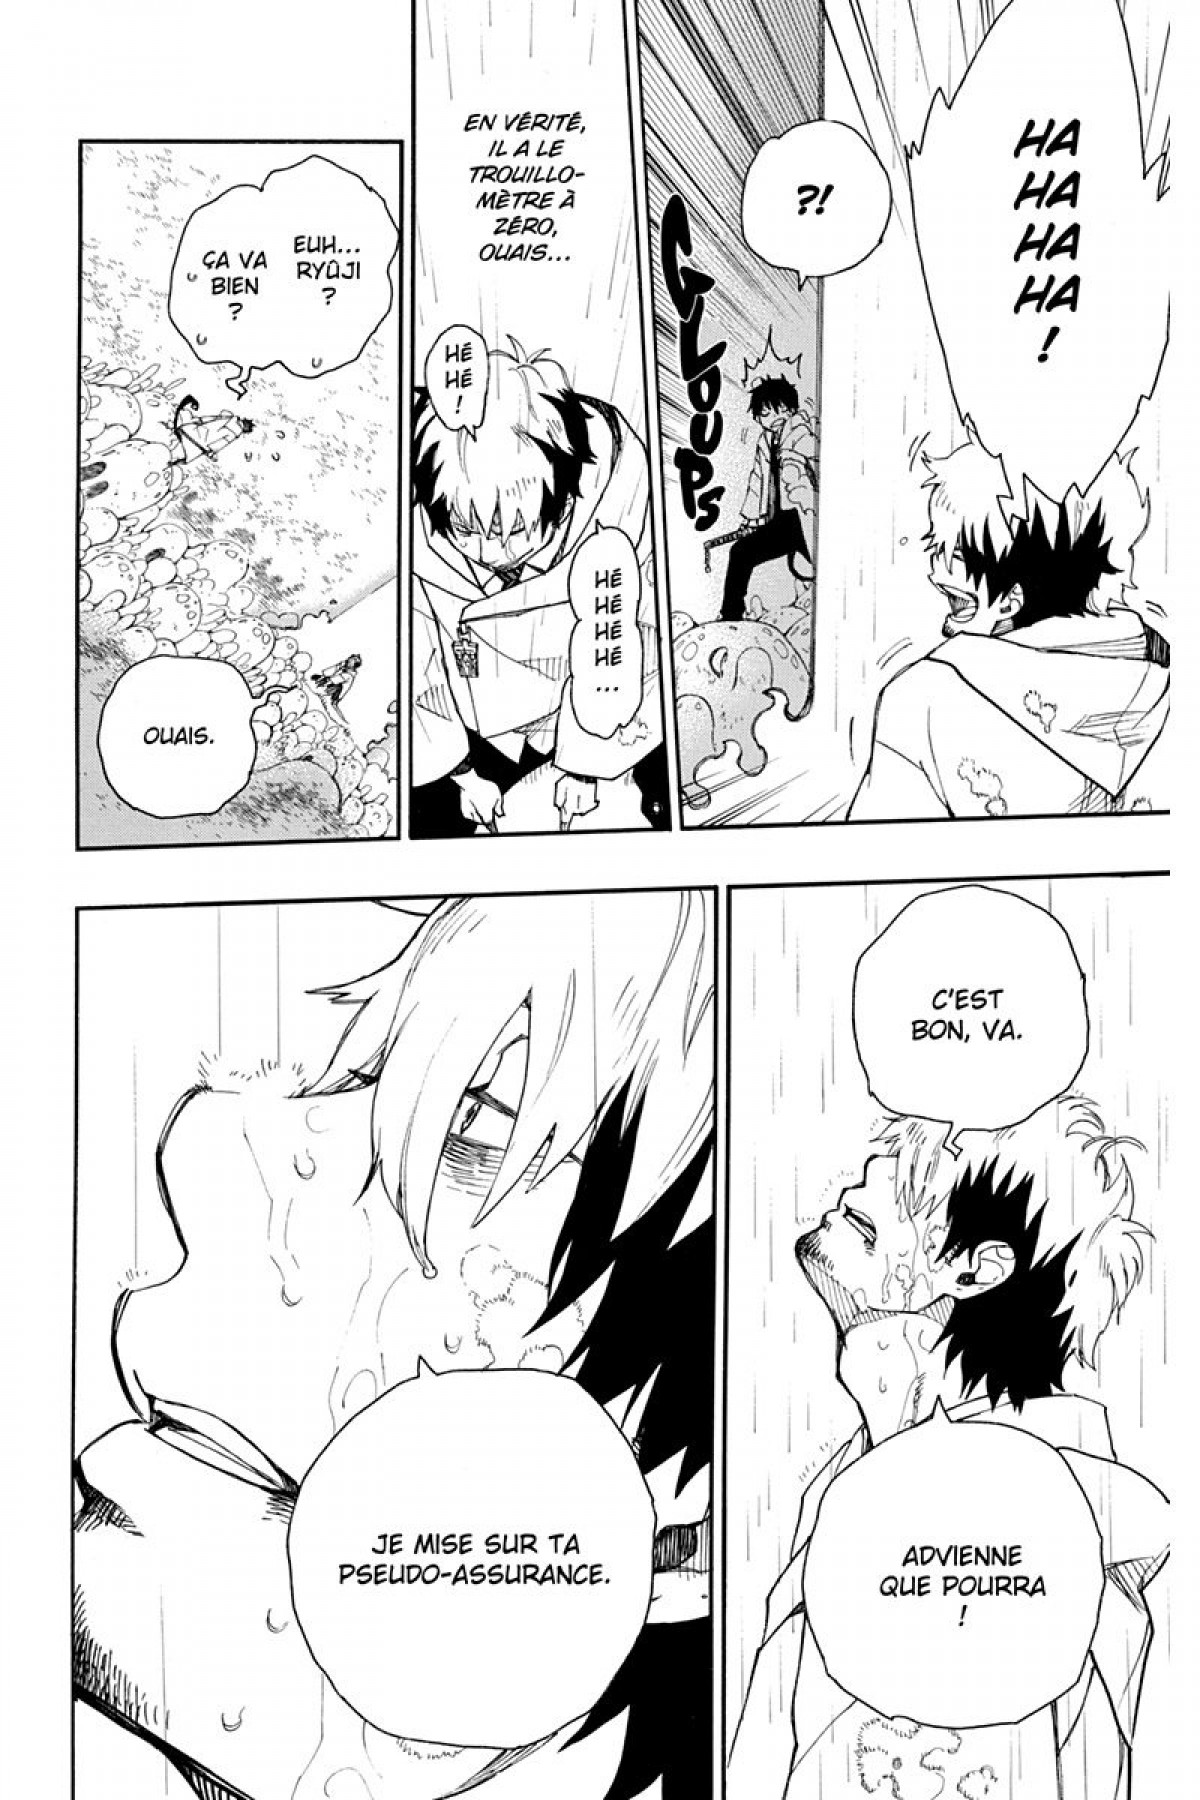 HA
HA
HA
HA
!
?!
GLOUPS
EN VÉRITÉ,
IL A LE
TROUILLO-
MÈTRE À
ZÉRO,
OUAIS...
HÉ
HÉ
!
HÉ
HÉ
HÉ
HÉ
...
EUH...
RYÛJI
?
ÇA VA
BIEN
?
OUAIS.
C'EST
BON, VA.
ADVIENNE
QUE POURRA
!
JE MISE SUR TA
PSEUDO-ASSURANCE.